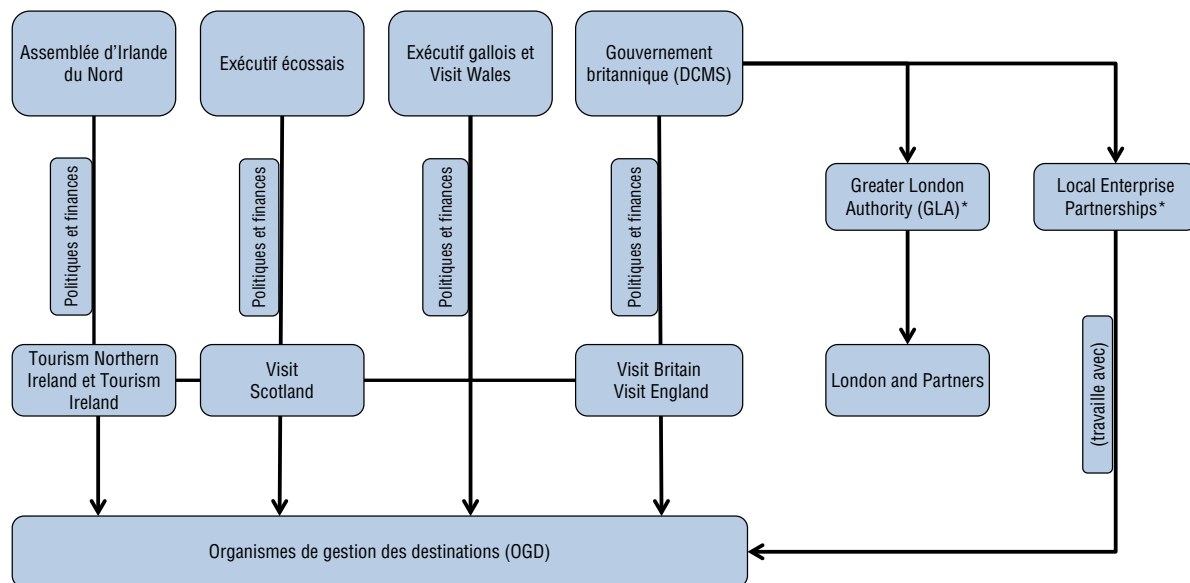 Assemblée d'Irlande
du Nord
Exécutif écossais
Exécutif gallois et
Visit Wales
Gouvernement
britannique (DCMS)
Politiques et finances
Politiques et finances
Politiques et finances
Politiques et finances
Greater London
Authority (GLA)*
Local Enterprise
Partnerships*
Tourism Northern
Ireland et Tourism
Ireland
Visit
Scotland
Visit Britain
Visit England
London and Partners
(travaille avec)
Organismes de gestion des destinations (OGD)